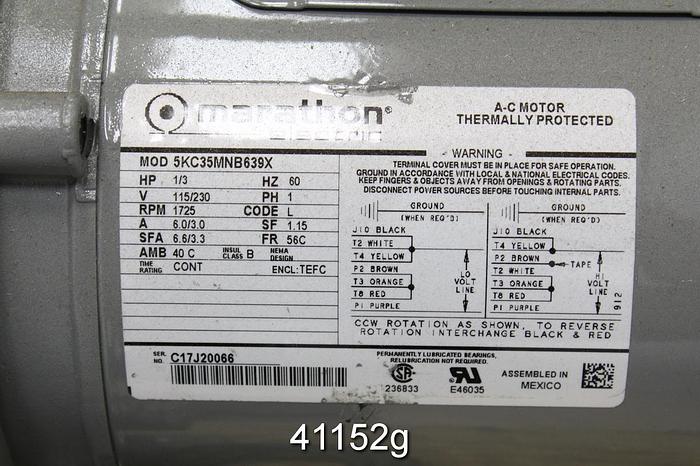 marathon®
electric
A-C MOTOR
THERMALLY PROTECTED
MOD 5KC35MNB639X
HP 1/3 HZ 60
V 115/230 PH 1
RPM 1725 CODE L
A 6.0/3.0 SF 1.15
SFA 6.6/3.3 FR 56C
AMB 40 C INSUL CLASS B NEMA DESIGN
TIME RATING CONT ENCL: TEFC
WARNING
TERMINAL COVER MUST BE IN PLACE FOR SAFE OPERATION.
GROUND IN ACCORDANCE WITH LOCAL & NATIONAL ELECTRICAL CODES.
KEEP FINGERS & OBJECTS AWAY FROM OPENINGS & ROTATING PARTS.
DISCONNECT POWER SOURCES BEFORE TOUCHING INTERNAL PARTS.
GROUND
(WHEN REQ'D)
J10 BLACK
T2 WHITE
T4 YELLOW
P2 BROWN
T3 ORANGE
T8 RED
P1 PURPLE
LO
VOLT
LINE
GROUND
(WHEN REQ'D)
J10 BLACK
T4 YELLOW
P2 BROWN
T2 WHITE
T3 ORANGE
T8 RED
P1 PURPLE
TAPE
HI
VOLT
LINE
912
CCW ROTATION AS SHOWN, TO REVERSE
ROTATION INTERCHANGE BLACK & RED
SER. NO. C17J20066
PERMANENTLY LUBRICATED BEARINGS,
RELUBRICATION NOT REQUIRED.
236833
E46035
ASSEMBLED IN
MEXICO
41152g